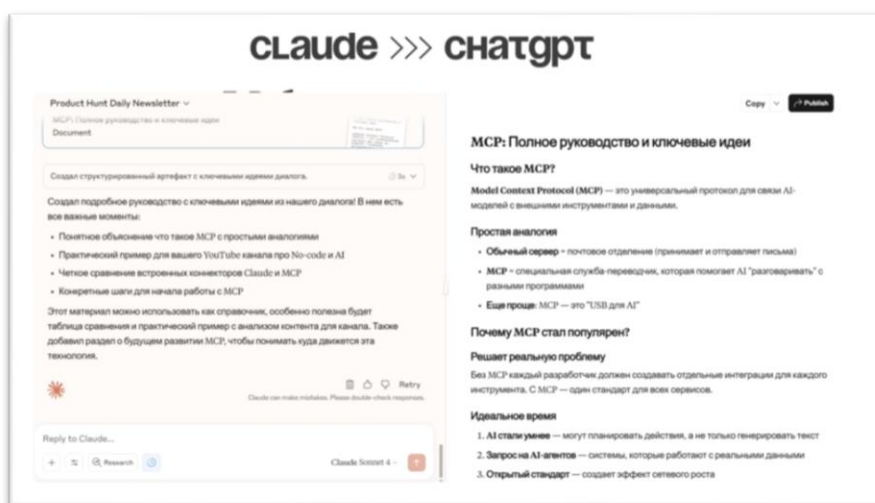 CLAUDE >>> CHATGPT
Product Hunt Daily Newsletter
MCP: Полное руководство и ключевые идеи
Document
Создал структурированный артефакт с ключевыми идеями диалога.
3s
Создал подробное руководство с ключевыми идеями из нашего диалога! В нем есть
все важные моменты:
• Понятное объяснение что такое MCP с простыми аналогиями
• Практический пример для вашего YouTube канала про No-code и AI
• Четкое сравнение встроенных коннекторов Claude и MCP
• Конкретные шаги для начала работы с MCP
Этот материал можно использовать как справочник, особенно полезна будет
таблица сравнения и практический пример с анализом контента для канала. Также
добавил раздел о будущем развитии MCP, чтобы понимать куда движется эта
технология.
Retry
Claude can make mistakes. Please double-check responses.
Reply to Claude...
Research
Claude Sonnet 4
Copy
Publish
MCP: Полное руководство и ключевые идеи
Что такое MCP?
Model Context Protocol (MCP) — это универсальный протокол для связи AI-
моделей с внешними инструментами и данными.
Простая аналогия
• Обычный сервер = почтовое отделение (принимает и отправляет письма)
• MCP = специальная служба-переводчик, которая помогает AI "разговаривать" с
разными программами
• Еще проще: MCP — это "USB для AI"
Почему MCP стал популярен?
Решает реальную проблему
Без MCP каждый разработчик должен создавать отдельные интеграции для каждого
инструмента. С MCP — один стандарт для всех сервисов.
Идеальное время
1. AI стали умнее — могут планировать действия, а не только генерировать текст
2. Запрос на AI-агентов — системы, которые работают с реальными данными
3. Открытый стандарт — создает эффект сетевого роста